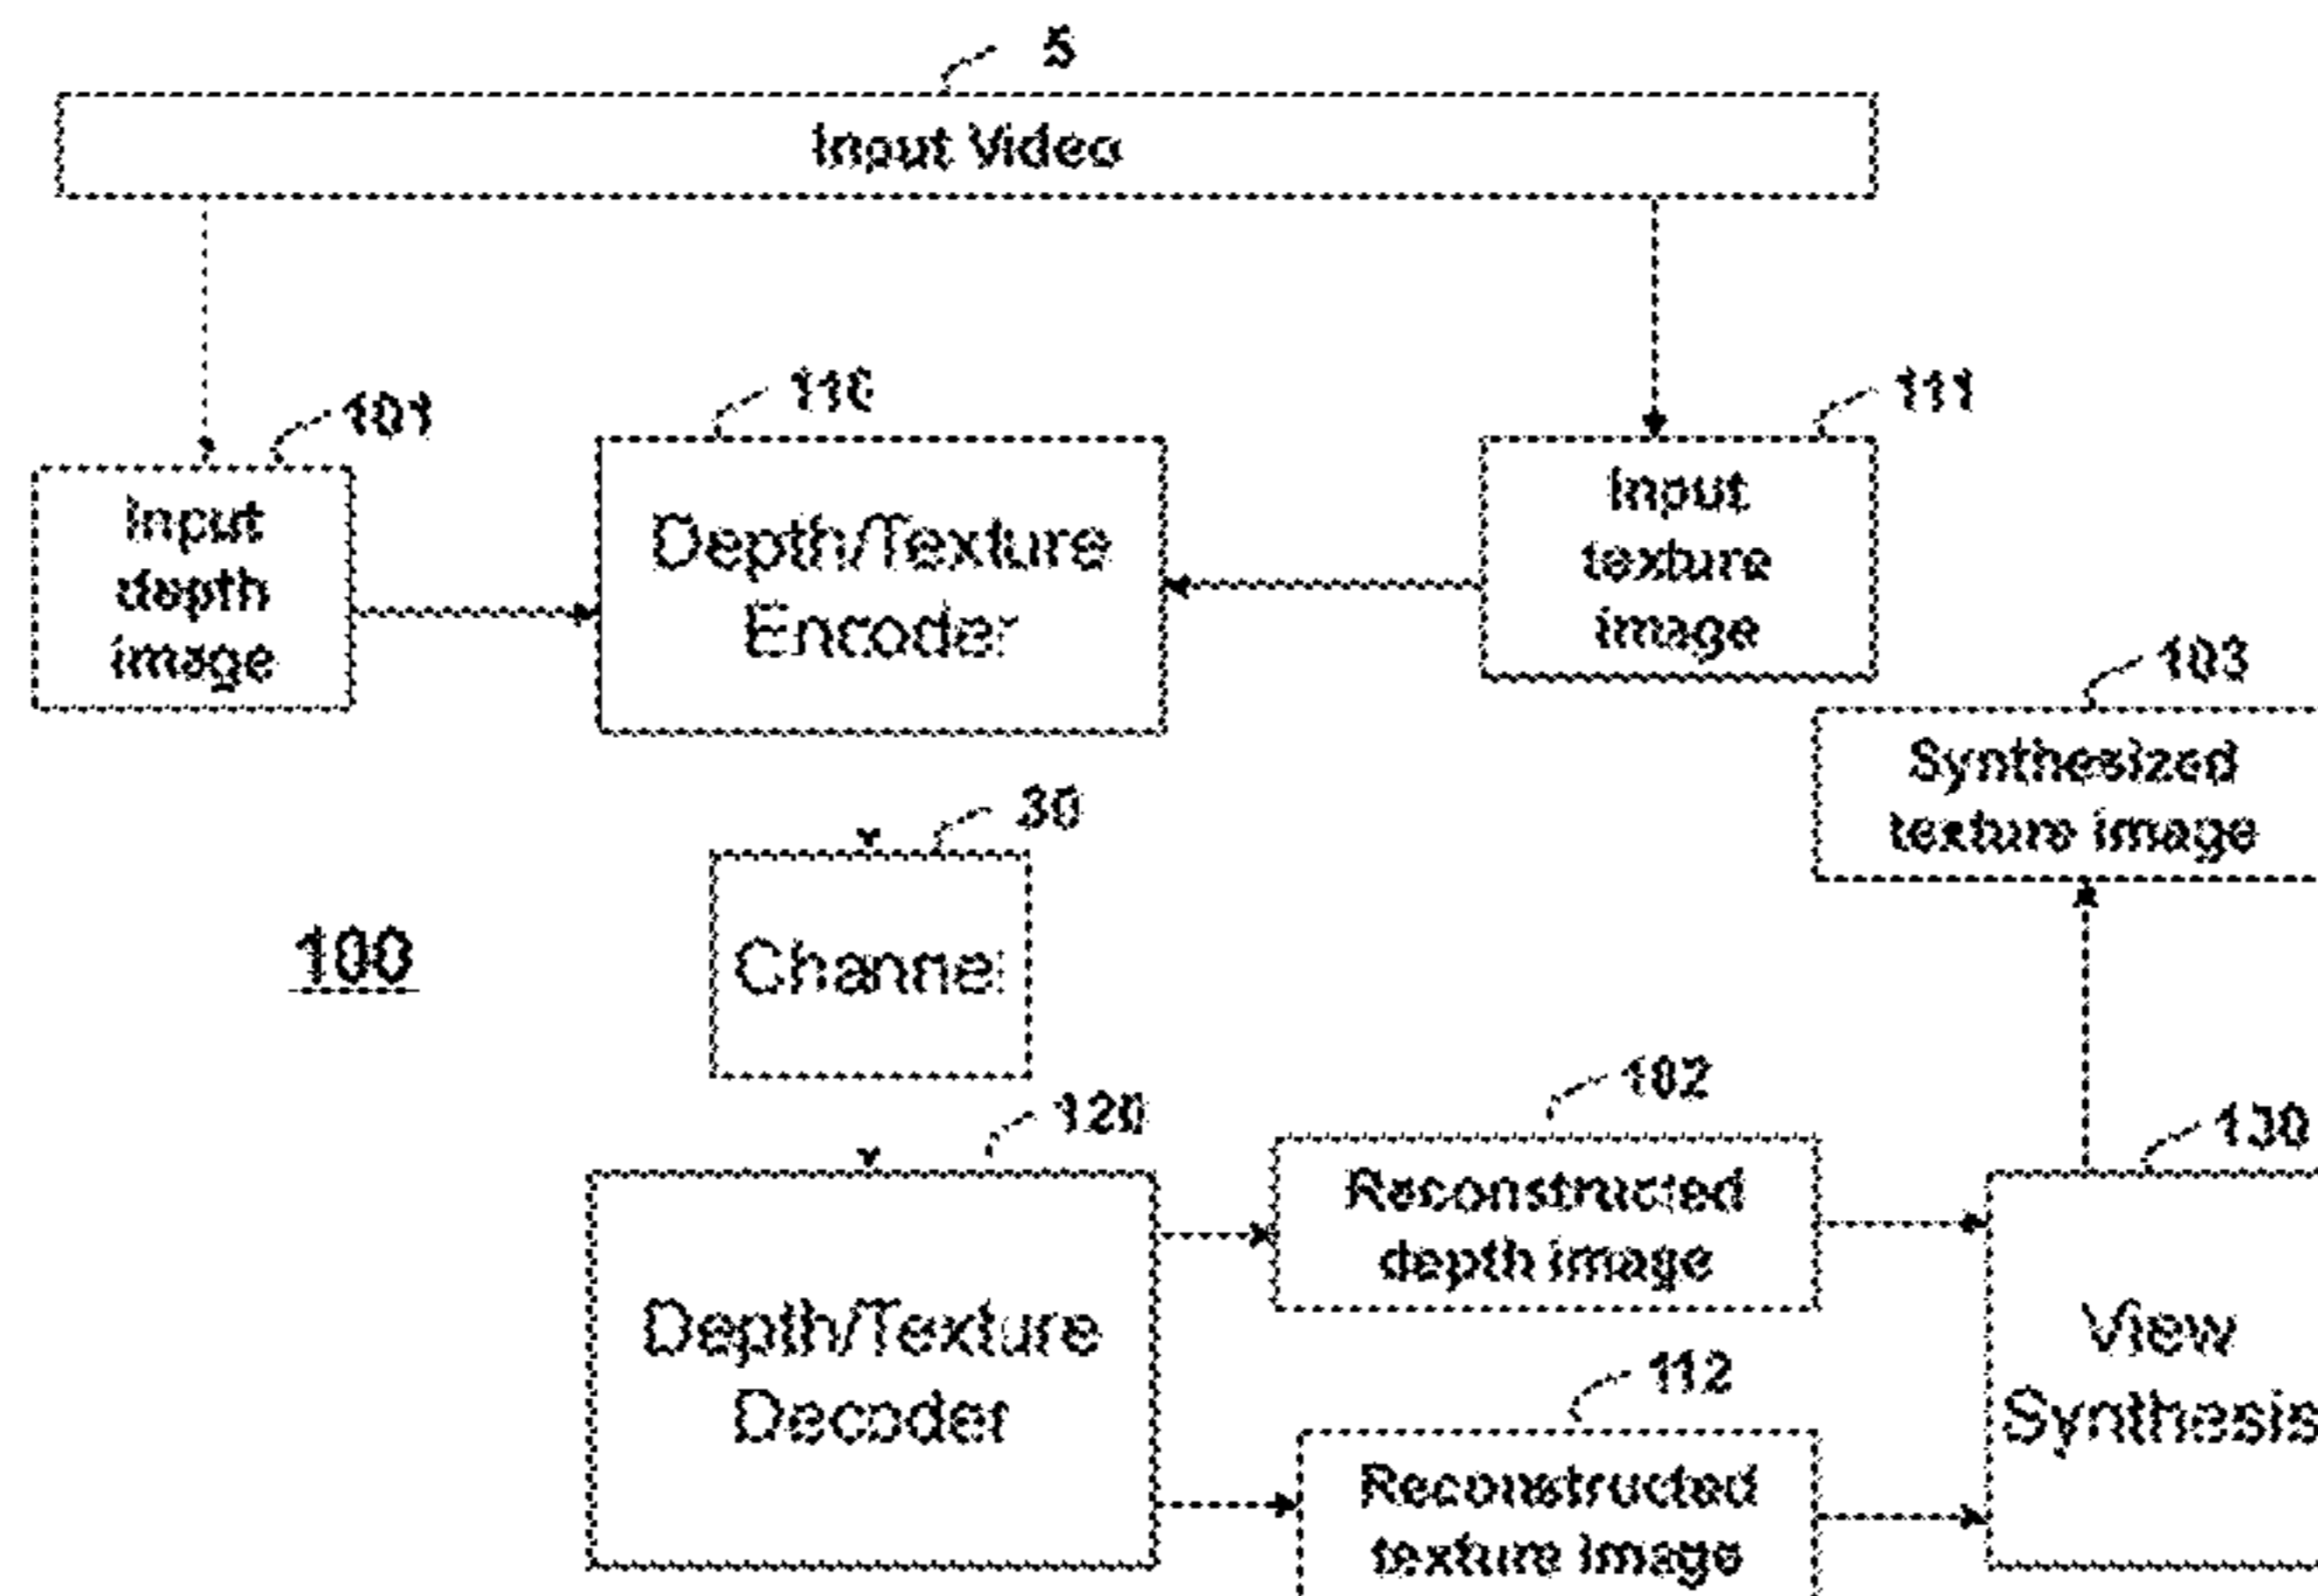 5
Input Video
101
110
111
Input
depth
image
Depth/Texture
Encoder
Input
texture
image
103
Synthesized
texture image
30
Channel
100
120
102
130
Depth/Texture
Decoder
Reconstructed
depth image
View
Synthesis
112
Reconstructed
texture image